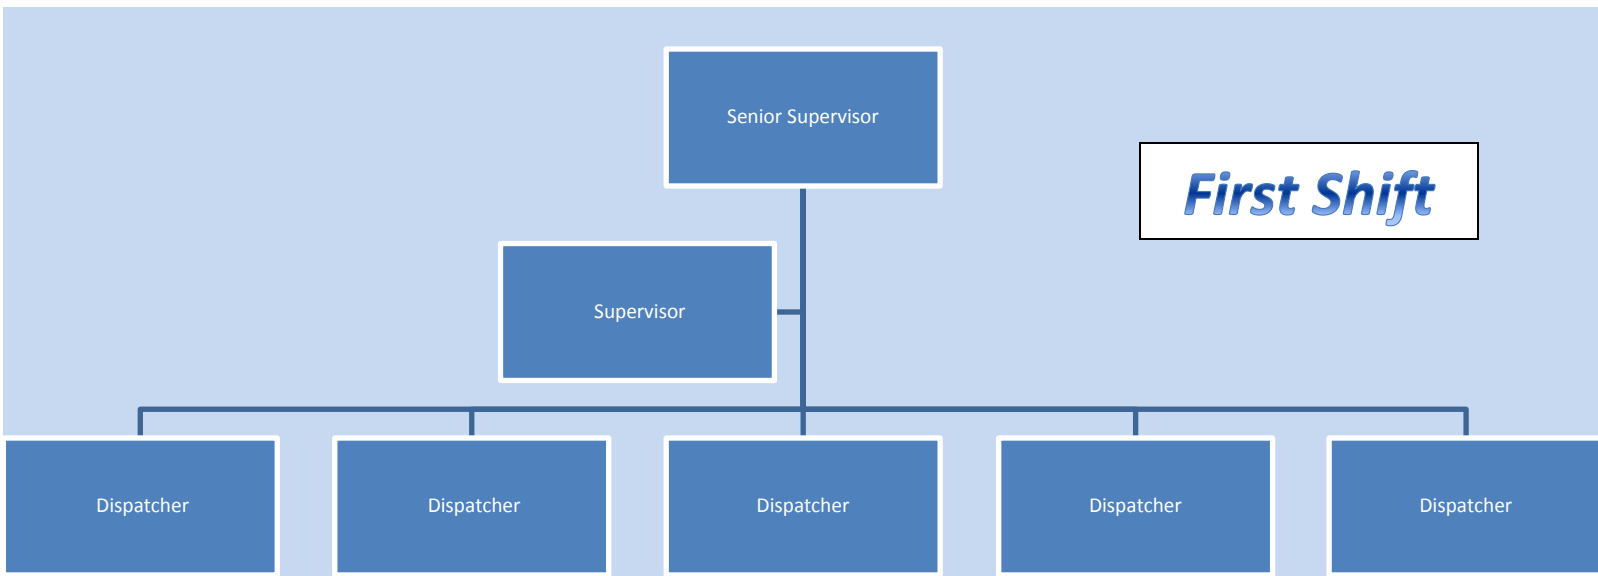 Senior Supervisor
First Shift
Supervisor
Dispatcher
Dispatcher
Dispatcher
Dispatcher
Dispatcher